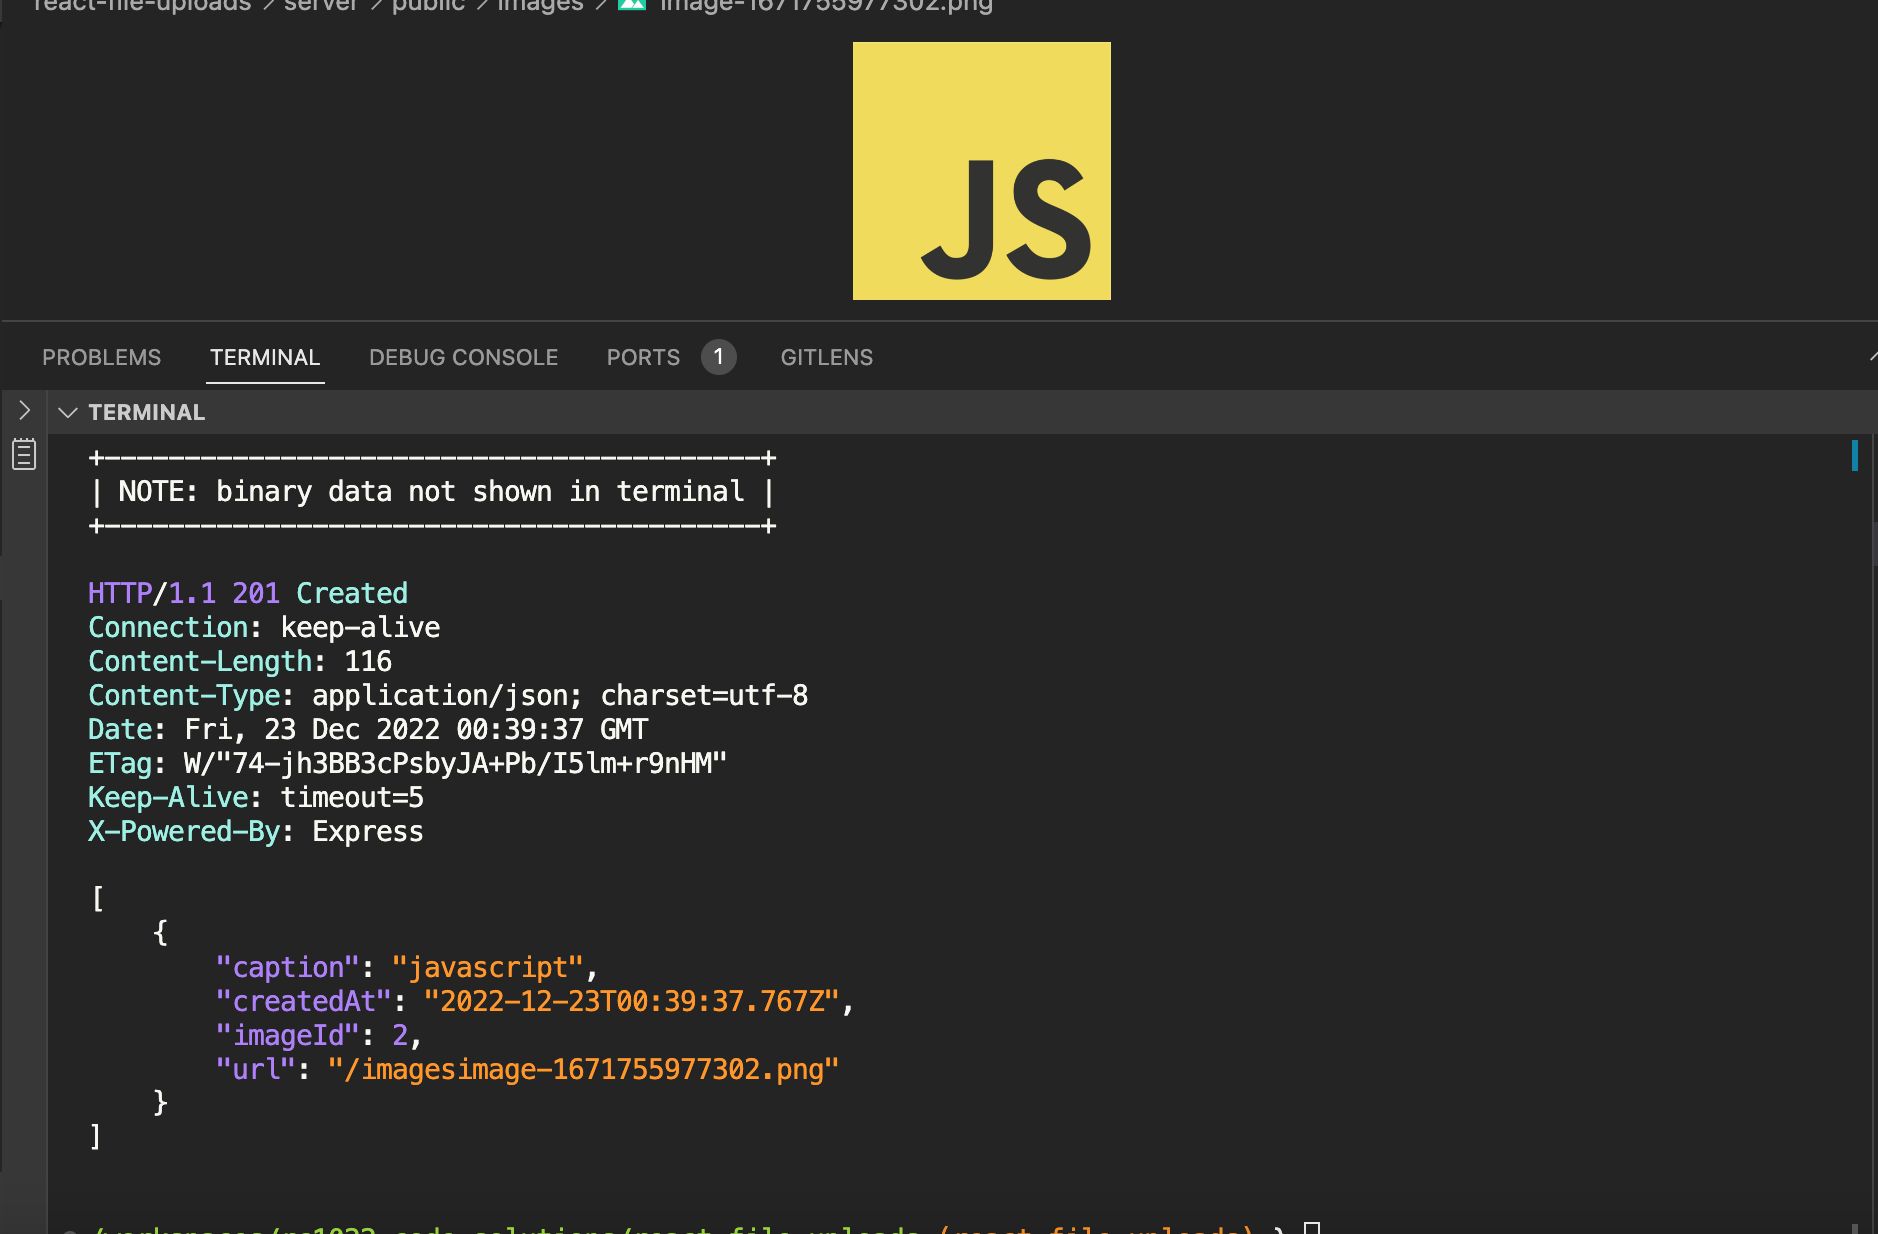 react-file-uploads > server > public > images > image-1671755977302.png
JS
PROBLEMS TERMINAL DEBUG CONSOLE PORTS 1 GITLENS
TERMINAL
+-----------------------------------------+
| NOTE: binary data not shown in terminal |
+-----------------------------------------+
HTTP/1.1 201 Created
Connection: keep-alive
Content-Length: 116
Content-Type: application/json; charset=utf-8
Date: Fri, 23 Dec 2022 00:39:37 GMT
ETag: W/"74-jh3BB3cPsbyJA+Pb/I5lm+r9nHM"
Keep-Alive: timeout=5
X-Powered-By: Express
[
{
"caption": "javascript",
"createdAt": "2022-12-23T00:39:37.767Z",
"imageId": 2,
"url": "/imagesimage-1671755977302.png"
}
]
(react-file-uploads)